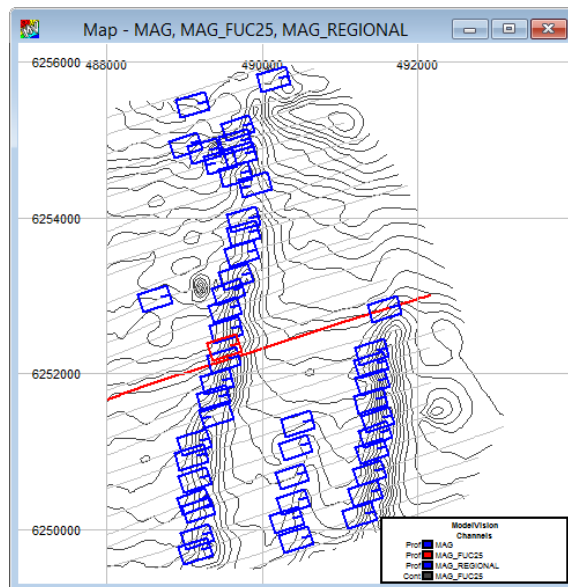 Map - MAG, MAG_FUC25, MAG_REGIONAL
6256000
488000
490000
492000
6254000
6252000
6250000
ModelVision
Channels
Prof MAG
Prof MAG_FUC25
Prof MAG_REGIONAL
Cont MAG_FUC25